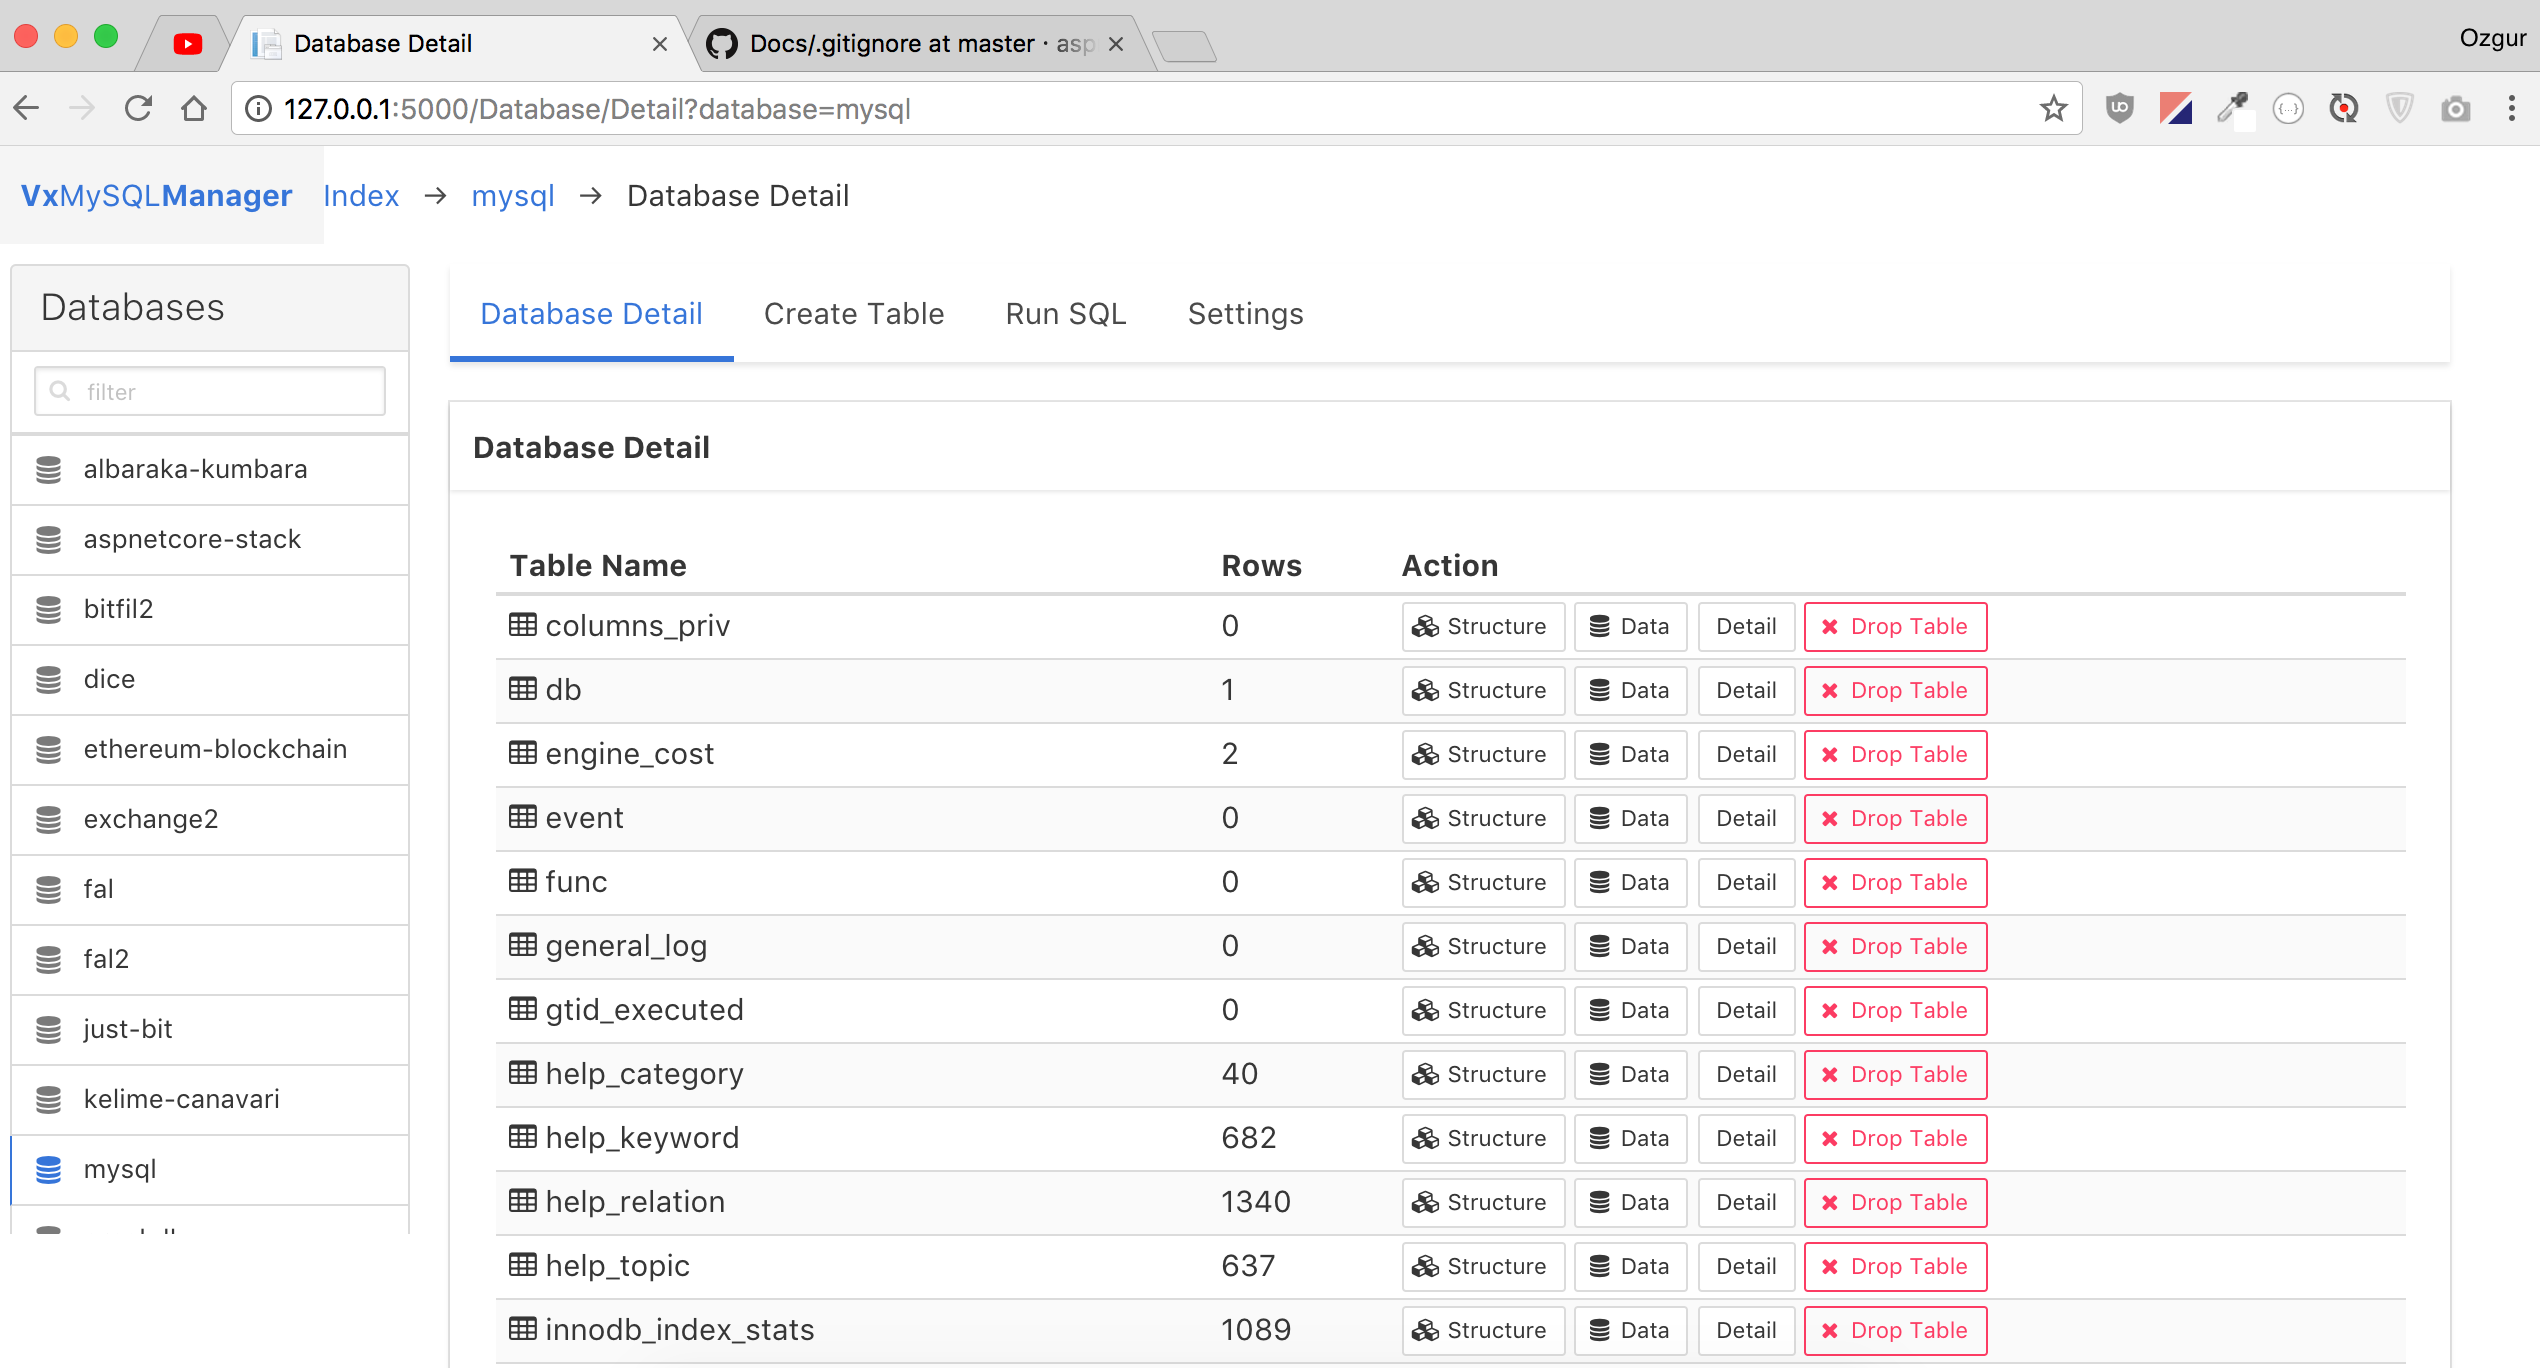 Database Detail
Docs/.gitignore at master · asp
Ozgur
127.0.0.1:5000/Database/Detail?database=mysql
VxMySQLManager Index → mysql → Database Detail
Databases
filter
albaraka-kumbara
aspnetcore-stack
bitfil2
dice
ethereum-blockchain
exchange2
fal
fal2
just-bit
kelime-canavari
mysql
Database Detail Create Table Run SQL Settings
Database Detail
Table Name Rows Action
columns_priv 0 Structure Data Detail Drop Table
db 1 Structure Data Detail Drop Table
engine_cost 2 Structure Data Detail Drop Table
event 0 Structure Data Detail Drop Table
func 0 Structure Data Detail Drop Table
general_log 0 Structure Data Detail Drop Table
gtid_executed 0 Structure Data Detail Drop Table
help_category 40 Structure Data Detail Drop Table
help_keyword 682 Structure Data Detail Drop Table
help_relation 1340 Structure Data Detail Drop Table
help_topic 637 Structure Data Detail Drop Table
innodb_index_stats 1089 Structure Data Detail Drop Table